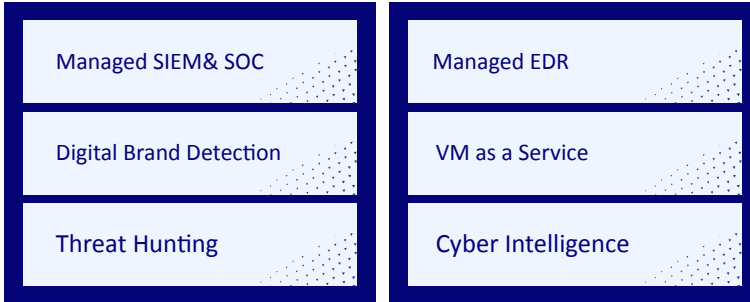 Managed SIEM& SOC
Digital Brand Detection
Threat Hunting
Managed EDR
VM as a Service
Cyber Intelligence